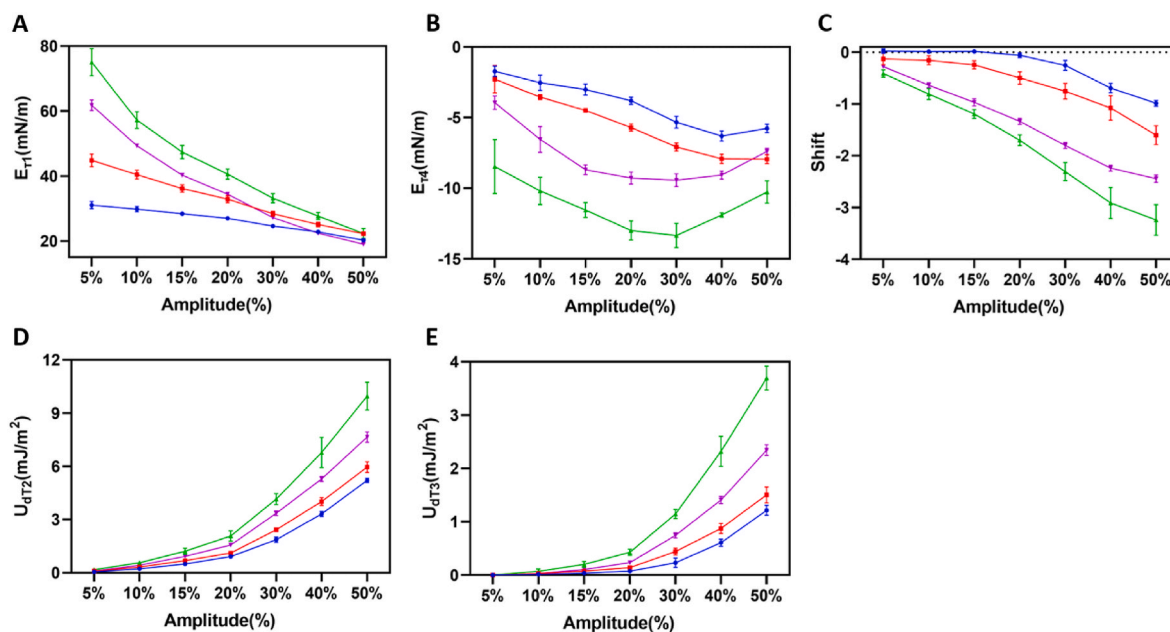 A
E_τ1(mN/m)
80
60
40
20
5% 10% 15% 20% 30% 40% 50%
Amplitude(%)
B
E_τ4(mN/m)
0
-5
-10
-15
5% 10% 15% 20% 30% 40% 50%
Amplitude(%)
C
Shift
0
-1
-2
-3
-4
5% 10% 15% 20% 30% 40% 50%
Amplitude(%)
D
U_dT2(mJ/m²)
12
9
6
3
0
5% 10% 15% 20% 30% 40% 50%
Amplitude(%)
E
U_dT3(mJ/m²)
4
3
2
1
0
5% 10% 15% 20% 30% 40% 50%
Amplitude(%)